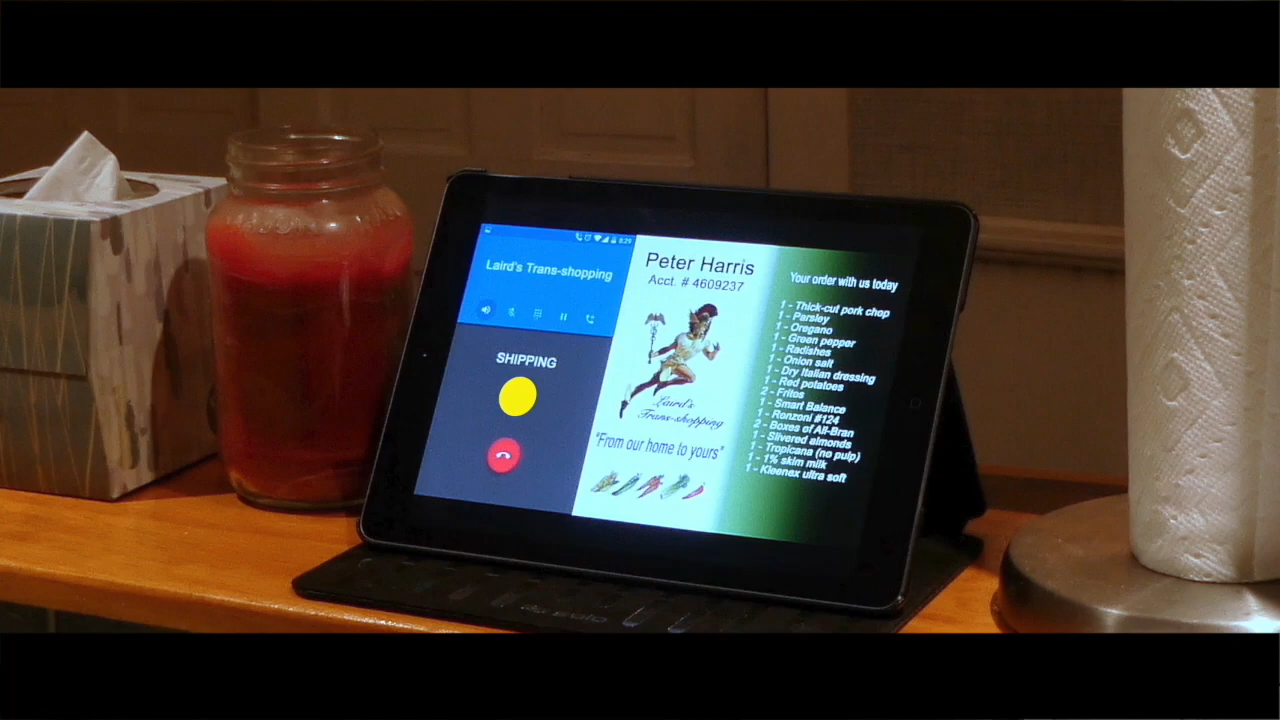 8:29
Laird's Trans-shopping
SHIPPING
Peter Harris
Acct. # 4609237
Laird's
Trans-shopping
"From our home to yours"
Your order with us today
1 - Thick-cut pork chop
1 - Parsley
1 - Oregano
1 - Green pepper
1 - Radishes
1 - Onion salt
1 - Dry Italian dressing
1 - Red potatoes
2 - Fritos
1 - Smart Balance
1 - Ronzoni #124
2 - Boxes of All-Bran
1 - Slivered almonds
1 - Tropicana (no pulp)
1 - 1% skim milk
1 - Kleenex ultra soft